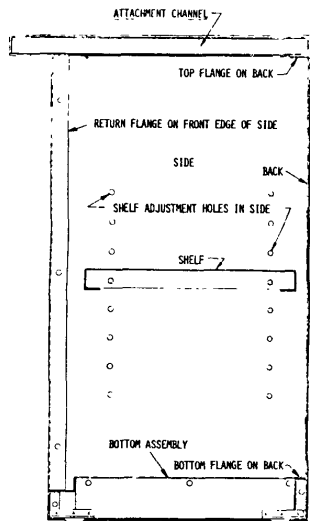 ATTACHMENT CHANNEL
TOP FLANGE ON BACK
RETURN FLANGE ON FRONT EDGE OF SIDE
SIDE
BACK
SHELF ADJUSTMENT HOLES IN SIDE
SHELF
BOTTOM ASSEMBLY
BOTTOM FLANGE ON BACK